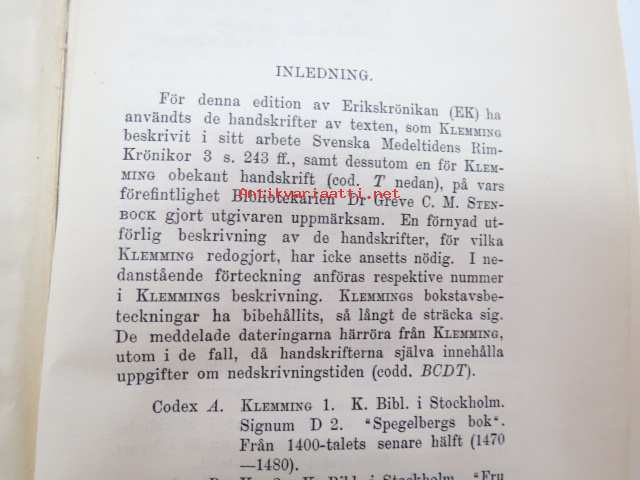 INLEDNING.
För denna edition av Erikskrönikan (EK) ha
användts de handskrifter av texten, som KLEMMING
beskrivit i sitt arbete Svenska Medeltidens Rim-
Krönikor 3 s. 243 ff., samt dessutom en för KLEM-
MING obekant handskrift (cod. T nedan), på vars
förefintlighet Bibliotekarien Dr Greve C. M. STEN-
Antikvariaatti.net
BOCK gjort utgivaren uppmärksam. En förnyad ut-
förlig beskrivning av de handskrifter, för vilka
KLEMMING redogjort, har icke ansetts nödig. I ne-
danstående förteckning anföras respektive nummer
i KLEMMINGS beskrivning. KLEMMINGS bokstavsbe-
teckningar ha bibehållits, så långt de sträcka sig.
De meddelade dateringarna härröra från KLEMMING,
utom i de fall, då handskrifterna själva innehålla
uppgifter om nedskrivningstiden (codd. BCDT).
Codex A. KLEMMING 1. K. Bibl. i Stockholm.
Signum D 2. “Spegelbergs bok“.
Från 1400-talets senare hälft (1470
—1480).
K. Bibl. i Stockholm. “Fru